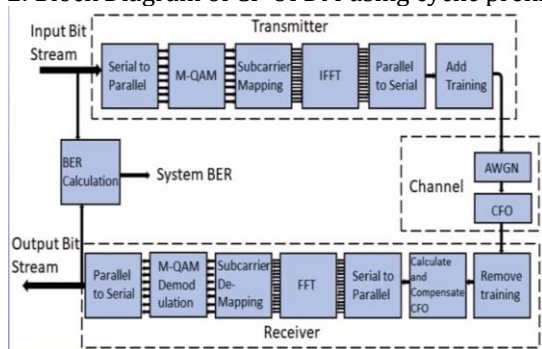 Transmitter
Input Bit
Stream
Serial to
Parallel
M-QAM
Subcarrier
Mapping
IFFT
Parallel
to Serial
Add
Training
BER
Calculation
System BER
Channel
AWGN
CFO
Output Bit
Stream
Parallel
to Serial
M-QAM
Demod
ulation
Subcarrier
De-
Mapping
FFT
Serial to
Parallel
Calculate
and
Compensate
CFO
Remove
training
Receiver